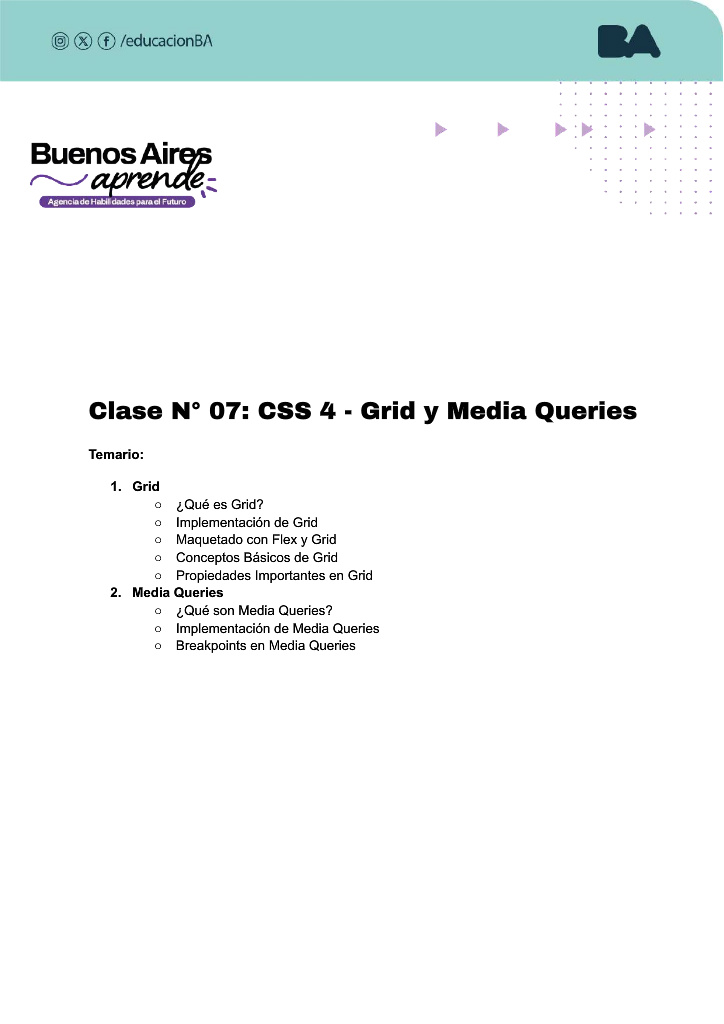 /educacionBA
BA
Buenos Aires
aprende
Agencia de Habilidades para el Futuro
Clase N° 07: CSS 4 - Grid y Media Queries
Temario:
1. Grid
○ ¿Qué es Grid?
○ Implementación de Grid
○ Maquetado con Flex y Grid
○ Conceptos Básicos de Grid
○ Propiedades Importantes en Grid
2. Media Queries
○ ¿Qué son Media Queries?
○ Implementación de Media Queries
○ Breakpoints en Media Queries